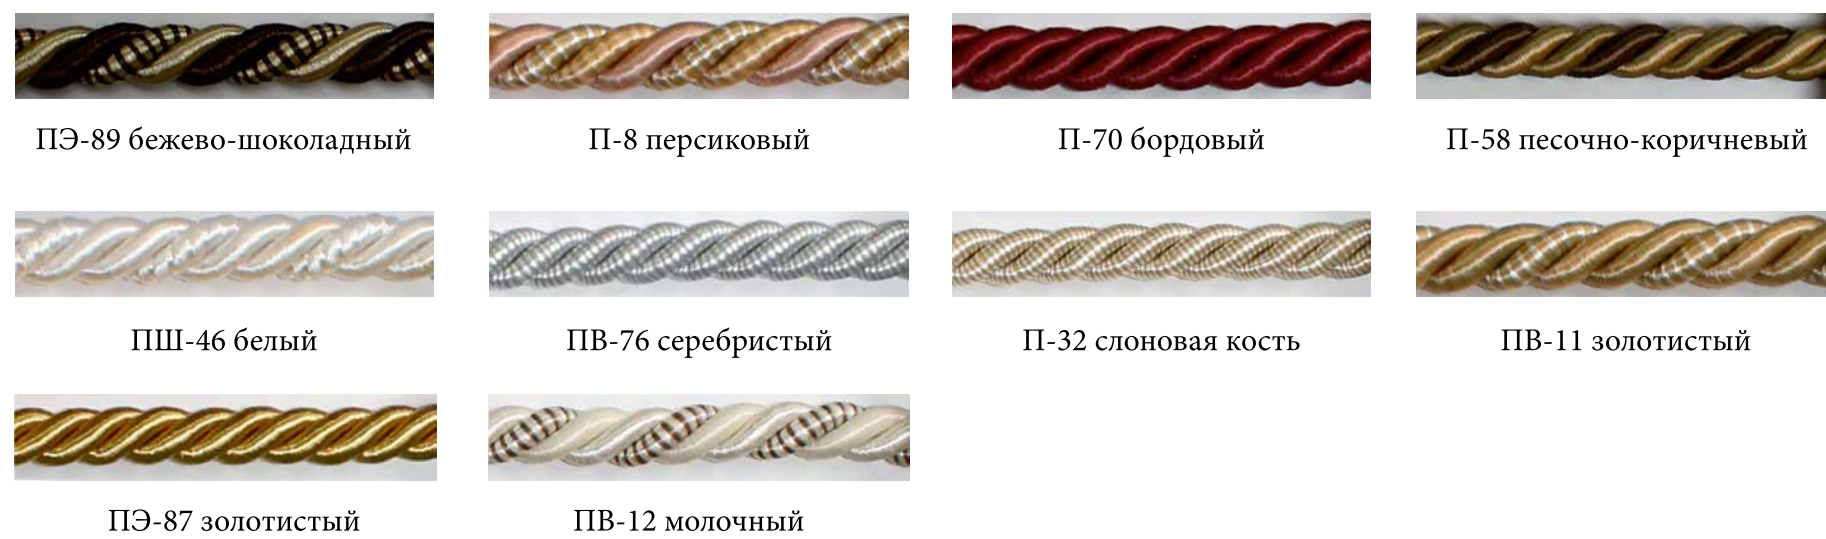 ПЭ-89 бежево-шоколадный
П-8 персиковый
П-70 бордовый
П-58 песочно-коричневый
ПШ-46 белый
ПВ-76 серебристый
П-32 слоновая кость
ПВ-11 золотистый
ПЭ-87 золотистый
ПВ-12 молочный